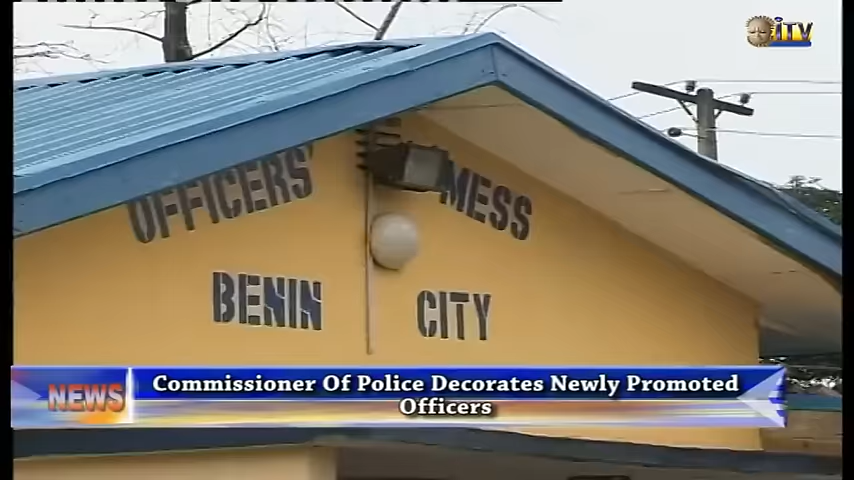 iTV
OFFICERS' MESS
BENIN CITY
NEWS
Commissioner Of Police Decorates Newly Promoted
Officers